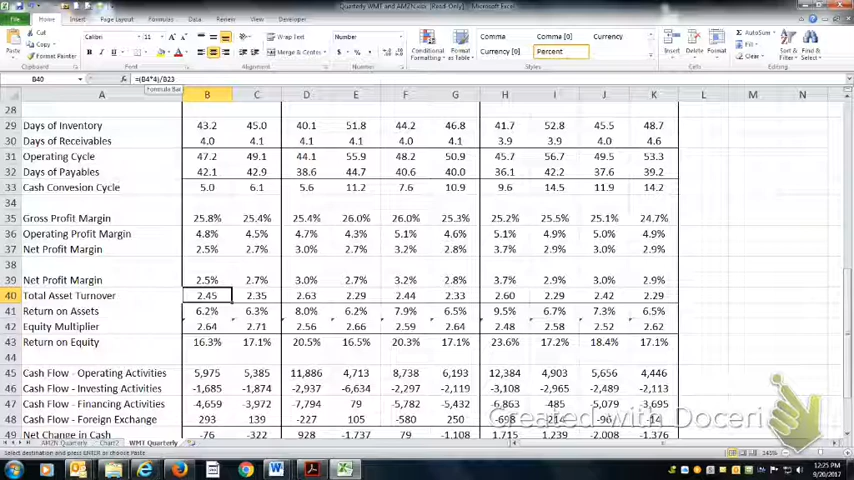 Quarterly WMT and AMZN.xlsx [Read-Only]
File Home Insert Page Layout Formulas Data Review View Developer
Cut
Copy
Format Painter
Paste
Calibri 11
Wrap Text
Merge & Center
Number
Conditional Formatting
Format
Comma Comma [0]
Currency [0] Percent
Styles
Insert Delete Format
Cells
AutoSum
Fill
Clear
Editing
Clipboard Font Alignment Number
B40 fx =(B4*4)/B23
Formula Bar
A B C D E F G H I J K L M N
28
29 Days of Inventory 43.2 45.0 40.1 51.8 44.2 46.8 41.7 52.8 45.5 48.7
30 Days of Receivables 4.0 4.1 4.1 4.1 4.0 4.1 3.9 3.9 4.0 4.6
31 Operating Cycle 47.2 49.1 44.1 55.9 48.2 50.9 45.7 56.7 49.5 53.3
32 Days of Payables 42.1 42.9 38.6 44.7 40.6 40.0 36.1 42.2 37.6 39.2
33 Cash Convesion Cycle 5.0 6.1 5.6 11.2 7.6 10.9 9.6 14.5 11.9 14.2
34
35 Gross Profit Margin 25.8% 25.4% 25.4% 26.0% 26.0% 25.3% 25.2% 25.5% 25.1% 24.7%
36 Operating Profit Margin 4.8% 4.5% 4.7% 4.3% 5.1% 4.6% 5.1% 4.9% 5.0% 4.9%
37 Net Profit Margin 2.5% 2.7% 3.0% 2.7% 3.2% 2.8% 3.7% 2.9% 3.0% 2.9%
38
39 Net Profit Margin 2.5% 2.7% 3.0% 2.7% 3.2% 2.8% 3.7% 2.9% 3.0% 2.9%
40 Total Asset Turnover 2.45 2.35 2.63 2.29 2.44 2.33 2.60 2.29 2.42 2.29
41 Return on Assets 6.2% 6.3% 8.0% 6.2% 7.9% 6.5% 9.5% 6.7% 7.3% 6.5%
42 Equity Multiplier 2.64 2.71 2.56 2.66 2.59 2.64 2.48 2.58 2.52 2.62
43 Return on Equity 16.3% 17.1% 20.5% 16.5% 20.3% 17.1% 23.6% 17.2% 18.4% 17.1%
44
45 Cash Flow - Operating Activities 5,975 5,385 11,886 4,713 8,738 6,193 12,384 4,903 5,656 4,446
46 Cash Flow - Investing Activities -1,685 -1,874 -2,937 -6,634 -2,297 -2,119 -3,108 -2,965 -2,489 -2,113
47 Cash Flow - Financing Activities -4,659 -3,972 -7,794 79 -5,782 -5,432 -6,863 -485 -5,079 -3,695
48 Cash Flow - Foreign Exchange 293 139 -227 105 -580 250 -698 -96 -14
49 Net Change in Cash -76 -322 928 -1,737 79 -1,108 1,715 1,239 -2,008 -1,376
Created with Doceri
AMZN Quarterly Chart2 WMT Quarterly
Select destination and press ENTER or choose Paste
12:25 PM
9/20/2017